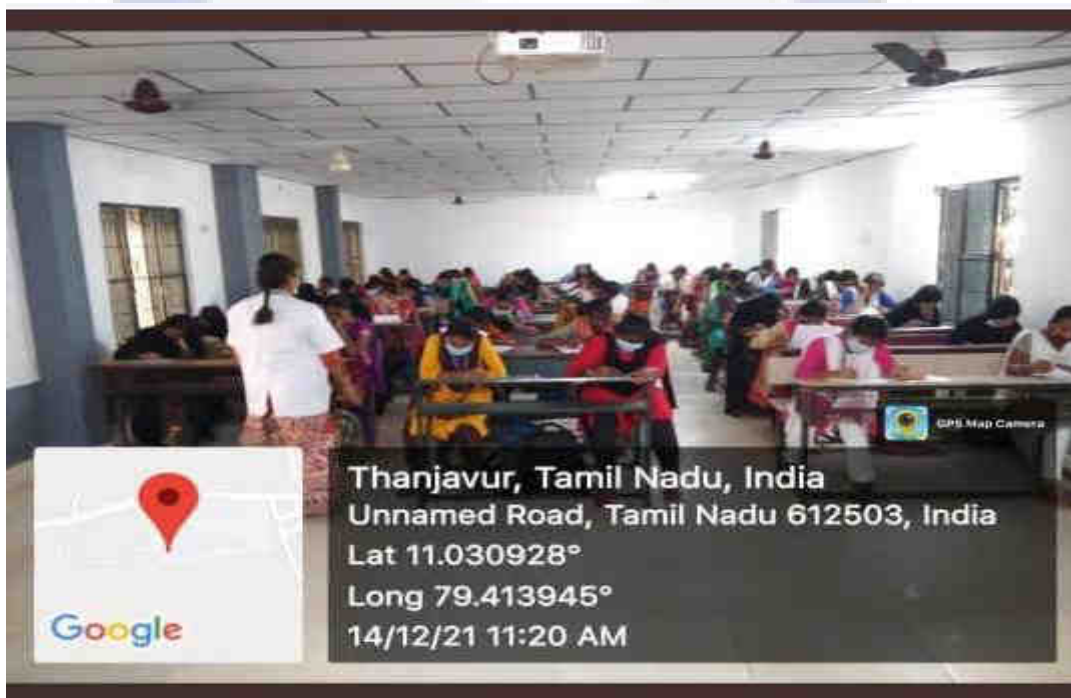 GPS Map Camera
Thanjavur, Tamil Nadu, India
Unnamed Road, Tamil Nadu 612503, India
Lat 11.030928°
Long 79.413945°
14/12/21 11:20 AM
Google